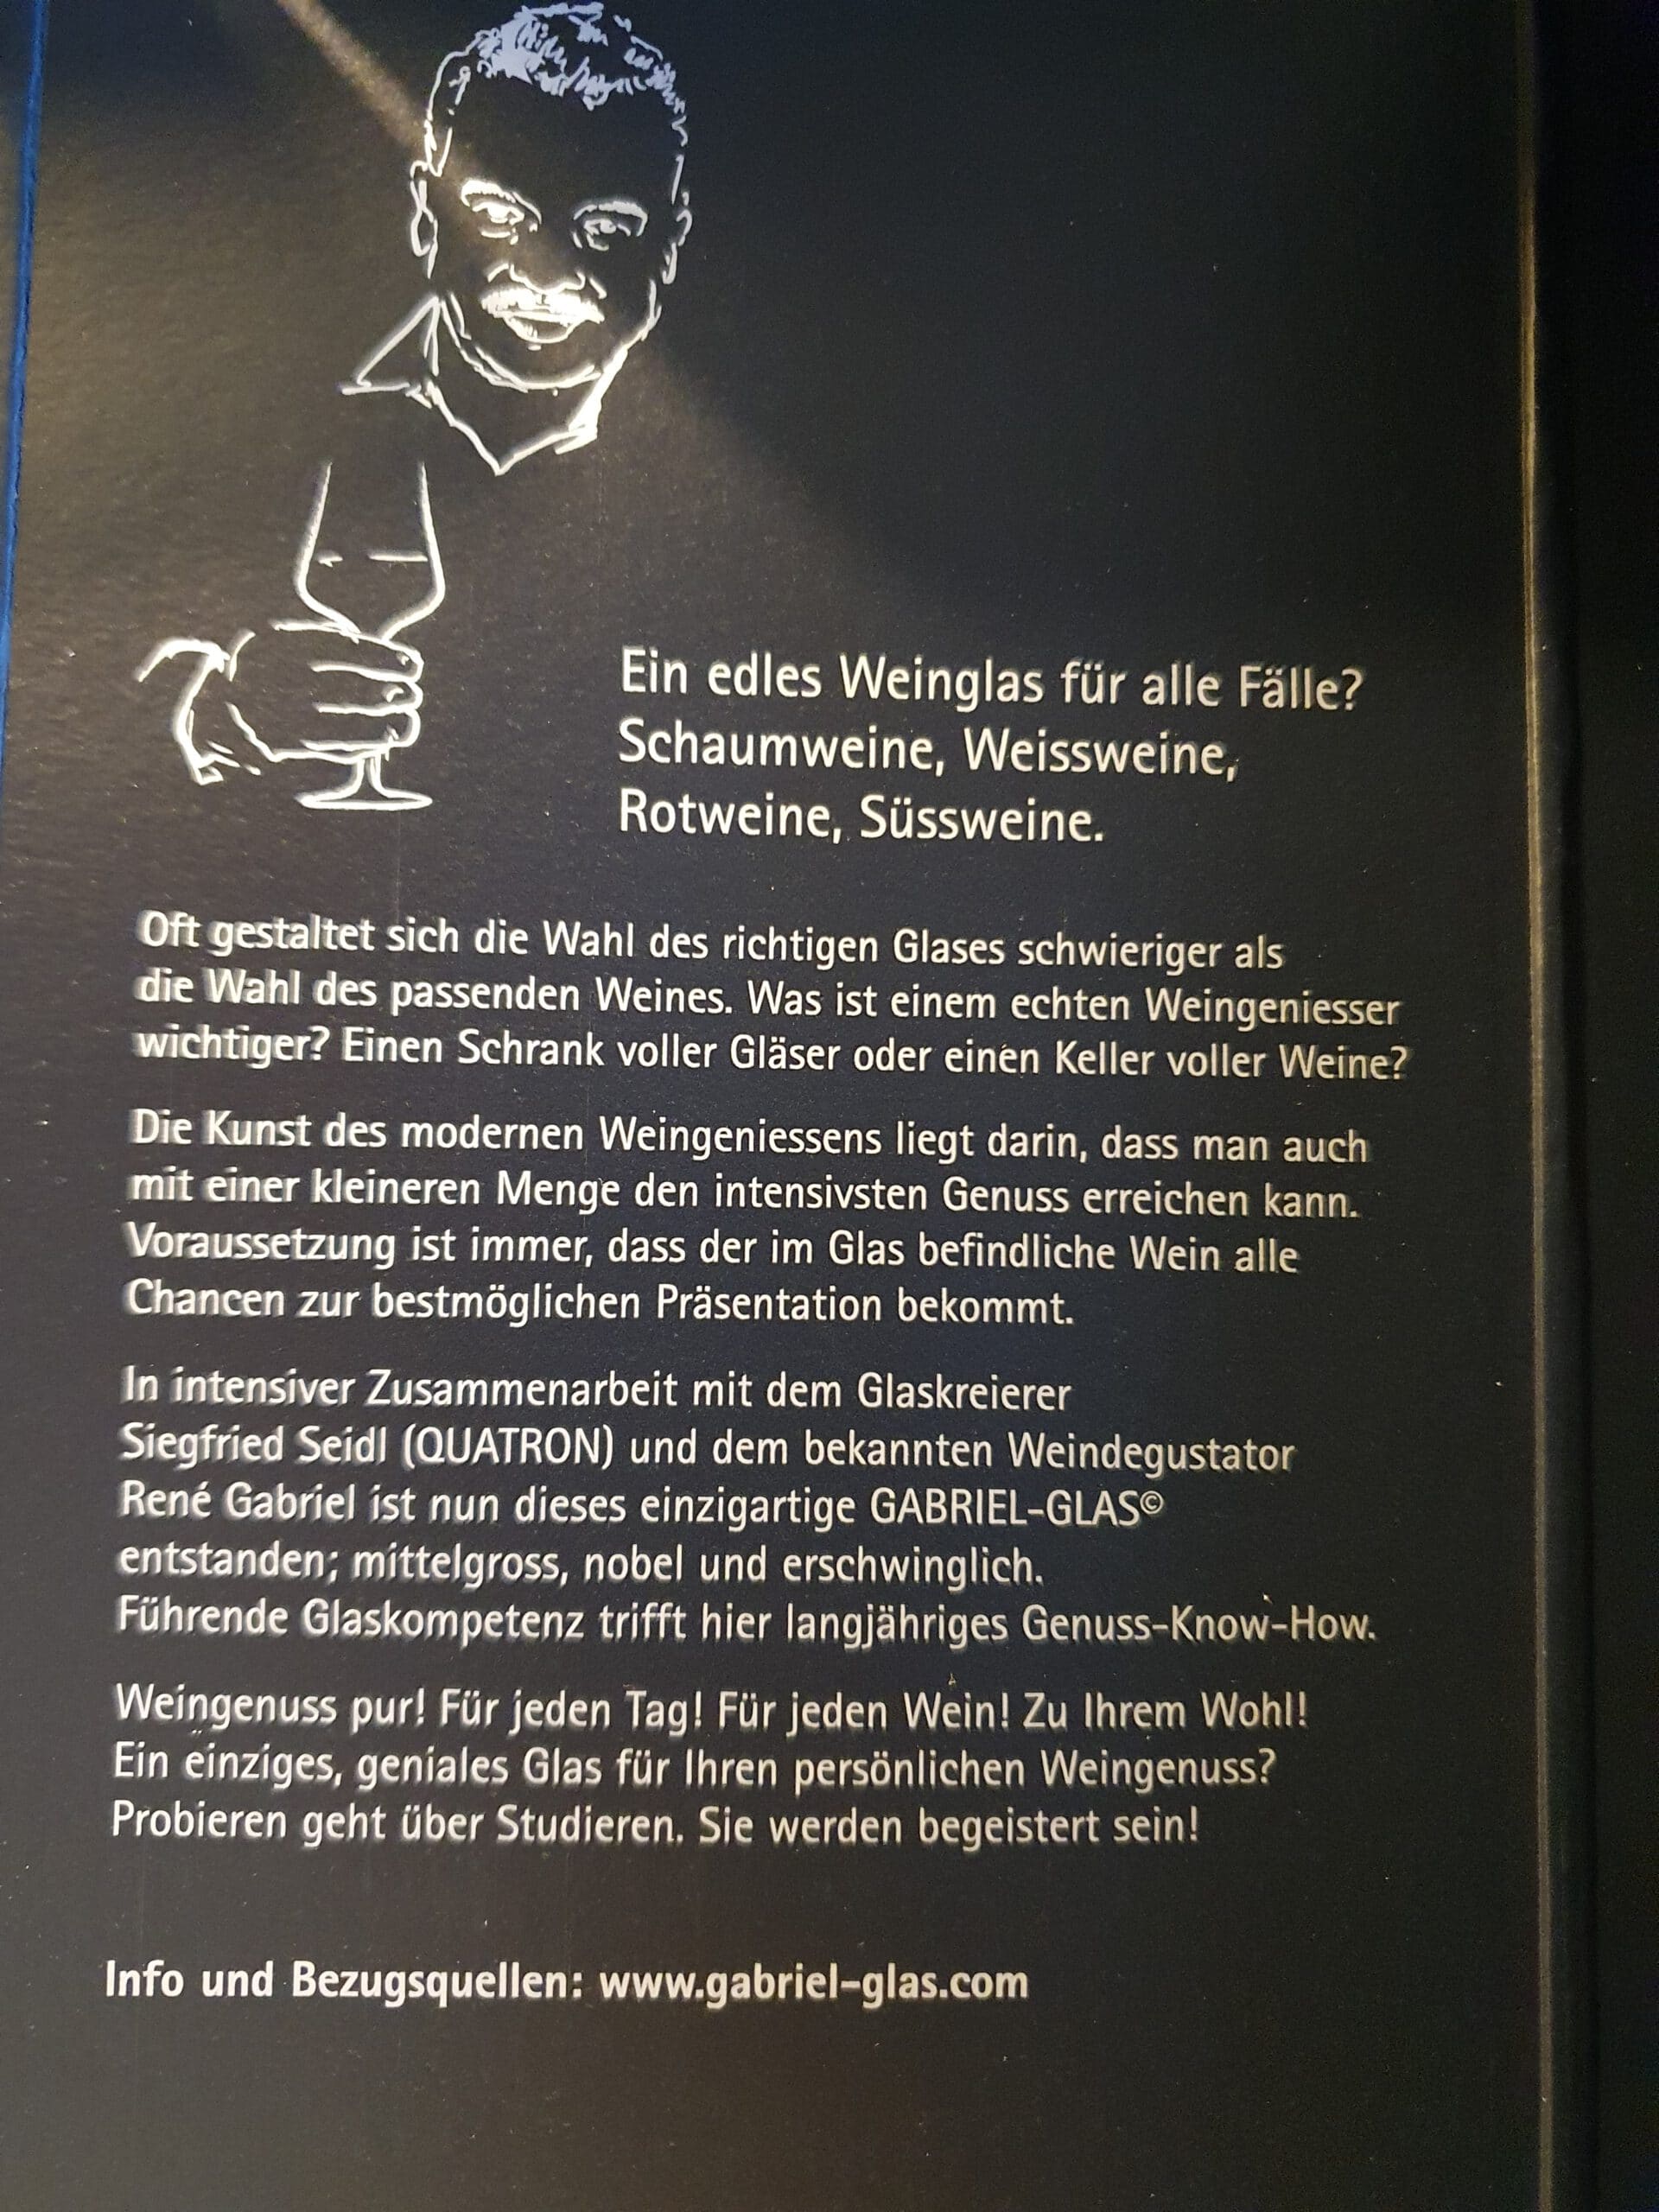 Ein edles Weinglas für alle Fälle?
Schaumweine, Weissweine,
Rotweine, Süssweine.
Oft gestaltet sich die Wahl des richtigen Glases schwieriger als
die Wahl des passenden Weines. Was ist einem echten Weingeniesser
wichtiger? Einen Schrank voller Gläser oder einen Keller voller Weine?
Die Kunst des modernen Weingeniessens liegt darin, dass man auch
mit einer kleineren Menge den intensivsten Genuss erreichen kann.
Voraussetzung ist immer, dass der im Glas befindliche Wein alle
Chancen zur bestmöglichen Präsentation bekommt.
In intensiver Zusammenarbeit mit dem Glaskreierer
Siegfried Seidl (QUATRON) und dem bekannten Weindegustator
René Gabriel ist nun dieses einzigartige GABRIEL-GLAS©
entstanden; mittelgross, nobel und erschwinglich.
Führende Glaskompetenz trifft hier langjähriges Genuss-Know-How.
Weingenuss pur! Für jeden Tag! Für jeden Wein! Zu Ihrem Wohl!
Ein einziges, geniales Glas für Ihren persönlichen Weingenuss?
Probieren geht über Studieren. Sie werden begeistert sein!
Info und Bezugsquellen: www.gabriel-glas.com